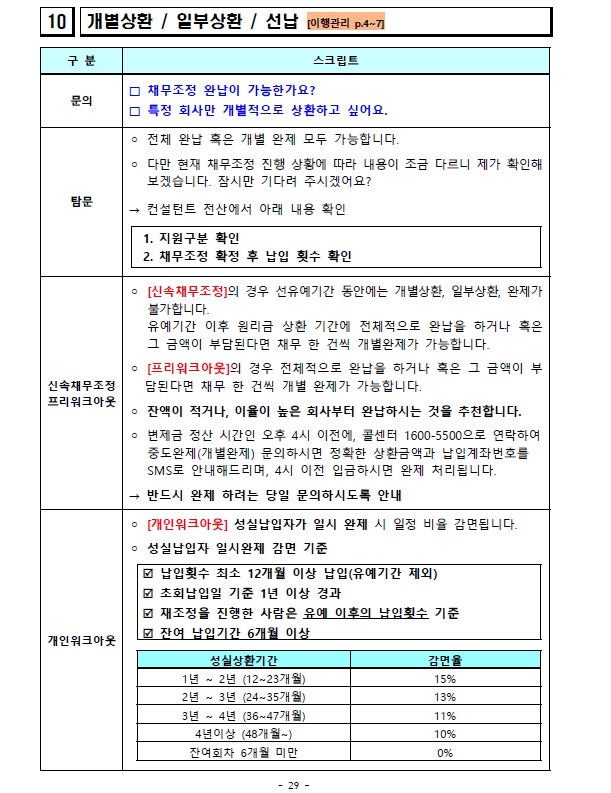 10 개별상환 / 일부상환 / 선납 [이행관리 p.4~7]
구 분
스크립트
문의
□ 채무조정 완납이 가능한가요?
□ 특정 회사만 개별적으로 상환하고 싶어요.
탐문
○ 전체 완납 혹은 개별 완제 모두 가능합니다.
○ 다만 현재 채무조정 진행 상황에 따라 내용이 조금 다르니 제가 확인해
보겠습니다. 잠시만 기다려 주시겠어요?
→ 컨설턴트 전산에서 아래 내용 확인
1. 지원구분 확인
2. 채무조정 확정 후 납입 횟수 확인
신속채무조정
프리워크아웃
○ [신속채무조정]의 경우 선유예기간 동안에는 개별상환, 일부상환, 완제가
불가합니다.
유예기간 이후 원리금 상환 기간에 전체적으로 완납을 하거나 혹은
그 금액이 부담된다면 채무 한 건씩 개별완제가 가능합니다.
○ [프리워크아웃]의 경우 전체적으로 완납을 하거나 혹은 그 금액이 부
담된다면 채무 한 건씩 개별 완제가 가능합니다.
○ 잔액이 적거나, 이율이 높은 회사부터 완납하시는 것을 추천합니다.
○ 변제금 정산 시간인 오후 4시 이전에, 콜센터 1600-5500으로 연락하여
중도완제(개별완제) 문의하시면 정확한 상환금액과 납입계좌번호를
SMS로 안내해드리며, 4시 이전 입금하시면 완제 처리됩니다.
→ 반드시 완제 하려는 당일 문의하시도록 안내
개인워크아웃
○ [개인워크아웃] 성실납입자가 일시 완제 시 일정 비율 감면됩니다.
○ 성실납입자 일시완제 감면 기준
☑ 납입횟수 최소 12개월 이상 납입(유예기간 제외)
☑ 초회납입일 기준 1년 이상 경과
☑ 재조정을 진행한 사람은 유예 이후의 납입횟수 기준
☑ 잔여 납입기간 6개월 이상
성실상환기간 감면율
1년 ~ 2년 (12~23개월) 15%
2년 ~ 3년 (24~35개월) 13%
3년 ~ 4년 (36~47개월) 11%
4년이상 (48개월~) 10%
잔여회차 6개월 미만 0%
- 29 -